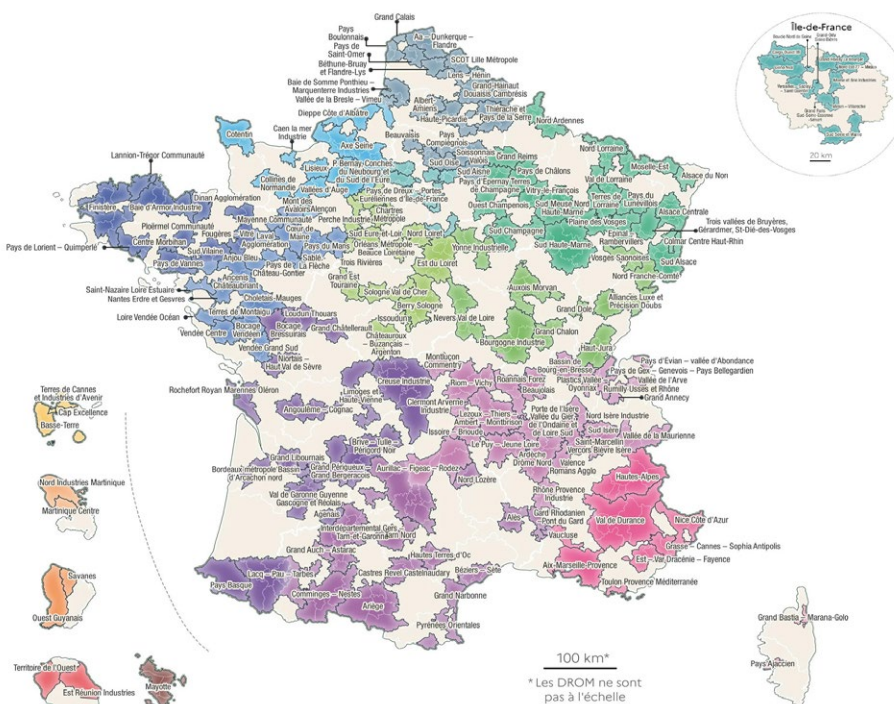 Grand Calais
Pays
Boulonnais
Aa – Dunkerque –
Flandre
Pays de
Saint-Omer
SCOT Lille Métropole
Béthune-Bruay
et Flandre-Lys
Lens – Hénin
Baie de Somme Ponthieu –
Marquenterre Industries
Grand-Hainaut
Douaisis Cambrésis
Vallée de la Bresle – Vimeu
Albert-
Amiens
Haute-Picardie
Thiérache et
Pays de la Serre
Dieppe Côte d'Albâtre
Nord Ardennes
Cotentin
Caen la mer
Industrie
Axe Seine
Beauvaisis
Pays
Compiégnois
Soissonnais
Valois
Sud Oise
Sud Aisne
Grand Reims
Nord Lorraine
Moselle-Est
Lannion-Trégor Communauté
Lisieux
P. Bernay-Conches
du Neubourg et
du Sud de l'Eure
Pays d'Epernay Terres
de Champagne
Pays de Châlons
Val de Lorraine
Alsace du Nord
Collines de
Normandie
Vallées d'Auge
Pays de Dreux – Portes
Euréliennes d'Île-de-France
Vitry-le-François
Terres de
Lorraine
Pays du
Lunévillois
Dinan Agglomération
Mont des
Avaloirs
Alençon
Ouest Champenois
Sud Meuse Nord
Haute-Marne
Alsace Centrale
Finistère
Baie d'Armor Industrie
Mayenne Communauté
Perche Industrie
Chartres
Métropole
Plaine des Vosges
Trois vallées de Bruyères,
Gérardmer, St-Dié-des-Vosges
Ploërmel Communauté
Fougères
Cœur de
Maine
Sud Eure-et-Loir
Nord Loiret
Sud Champagne
Epinal
Rambervillers
Colmar Centre Haut-Rhin
Centre Morbihan
Vitré
Laval
Agglomération
Pays du Mans
Orléans Métropole
Yonne Industrielle
Sud Haute-Marne
Vosges Saônoises
Pays de Lorient – Quimperlé
Sud Vilaine
Anjou Bleu
Sablé
Beauce Loiretaine
Sud Alsace
Pays de Vannes
Pays de
Château-Gontier
La Flèche
Trois Rivières
Est du Loiret
Nord Franche-Comté
Ancenis
Châteaubriant
Grand Est
Touraine
Auxois Morvan
Saint-Nazaire Loire Estuaire
Nantes Erdre et Gesvres
Choletais-Mauges
Sologne Val de Cher
Alliances Luxe et
Précision Doubs
Loire Vendée Océan
Terres de Montaigu
Loudun Thouars
Berry Sologne
Grand Dole
Bocage
Vendéen
Bocage
Bressuirais
Grand Châtellerault
Issoudun
Nevers Val de Loire
Grand Chalon
Vendée Centre
Châteauroux
– Buzançais –
Argenton
Bourgogne Industrie
Haut-Jura
Vendée Grand Sud
Niortais –
Haut Val de Sèvre
Montluçon
Commentry
Bassin de
Bourg-en-Bresse
Pays d'Evian – vallée d'Abondance
Pays de Gex – Genevois – Pays Bellegardien
Creuse Industrie
Riom – Vichy
Roannais Forez
Plastics Vallée
Oyonnax
Vallée de l'Arve
Rochefort Royan Marennes Oléron
Limoges et
Haute-Vienne
Beaujolais
Rumilly-Usses et Rhône
Grand Annecy
Angoulême – Cognac
Clermont Arverne
Industrie
Lezoux – Thiers –
Ambert – Montbrison
Porte de l'Isère
Vallée du Gier
de l'Ondaine et
de Loire Sud
Nord Isère Industrie
Issoire – Brioude
Sud Isère
Vallée de la Maurienne
Brive – Tulle –
Périgord Noir
Le Puy – Jeune Loire
Saint-Marcellin
Vercors Bièvre Isère
Grand Libournais
Ardèche
Drôme Nord
Valence
Romans Agglo
Bordeaux métropole Bassin
d'Arcachon nord
Grand Périgueux
Grand Bergeracois
Aurillac – Figeac – Rodez
Hautes-Alpes
Nord Lozère
Val de Garonne Guyenne
Gascogne et Réolais
Rhône Provence
Industrie
Agenais
Alès
Gard Rhodanien
Pont du Gard
Val de Durance
Nice Côte d'Azur
Interdépartemental Gers
Tarn-et-Garonne
Tarn Nord
Vaucluse
Grasse – Cannes – Sophia Antipolis
Grand Auch – Astarac
Hautes Terres d'Oc
Est – Var Dracénie – Fayence
Pays Basque
Lacq – Pau – Tarbes
Castres Revel Castelnaudary
Béziers – Sète
Aix-Marseille-Provence
Comminges – Nestes
Ariège
Grand Narbonne
Toulon Provence Méditerranée
Pyrénées Orientales
Grand Bastia – Marana-Golo
Pays Ajaccien
Île-de-France
20 km
Terres de Cannes
et Industries d'Avenir
Cap Excellence
Basse-Terre
Nord Industries Martinique
Martinique Centre
Savanes
Ouest Guyanais
Territoire de l'Ouest
Est Réunion Industries
Mayotte
100 km*
* Les DROM ne sont
pas à l'échelle